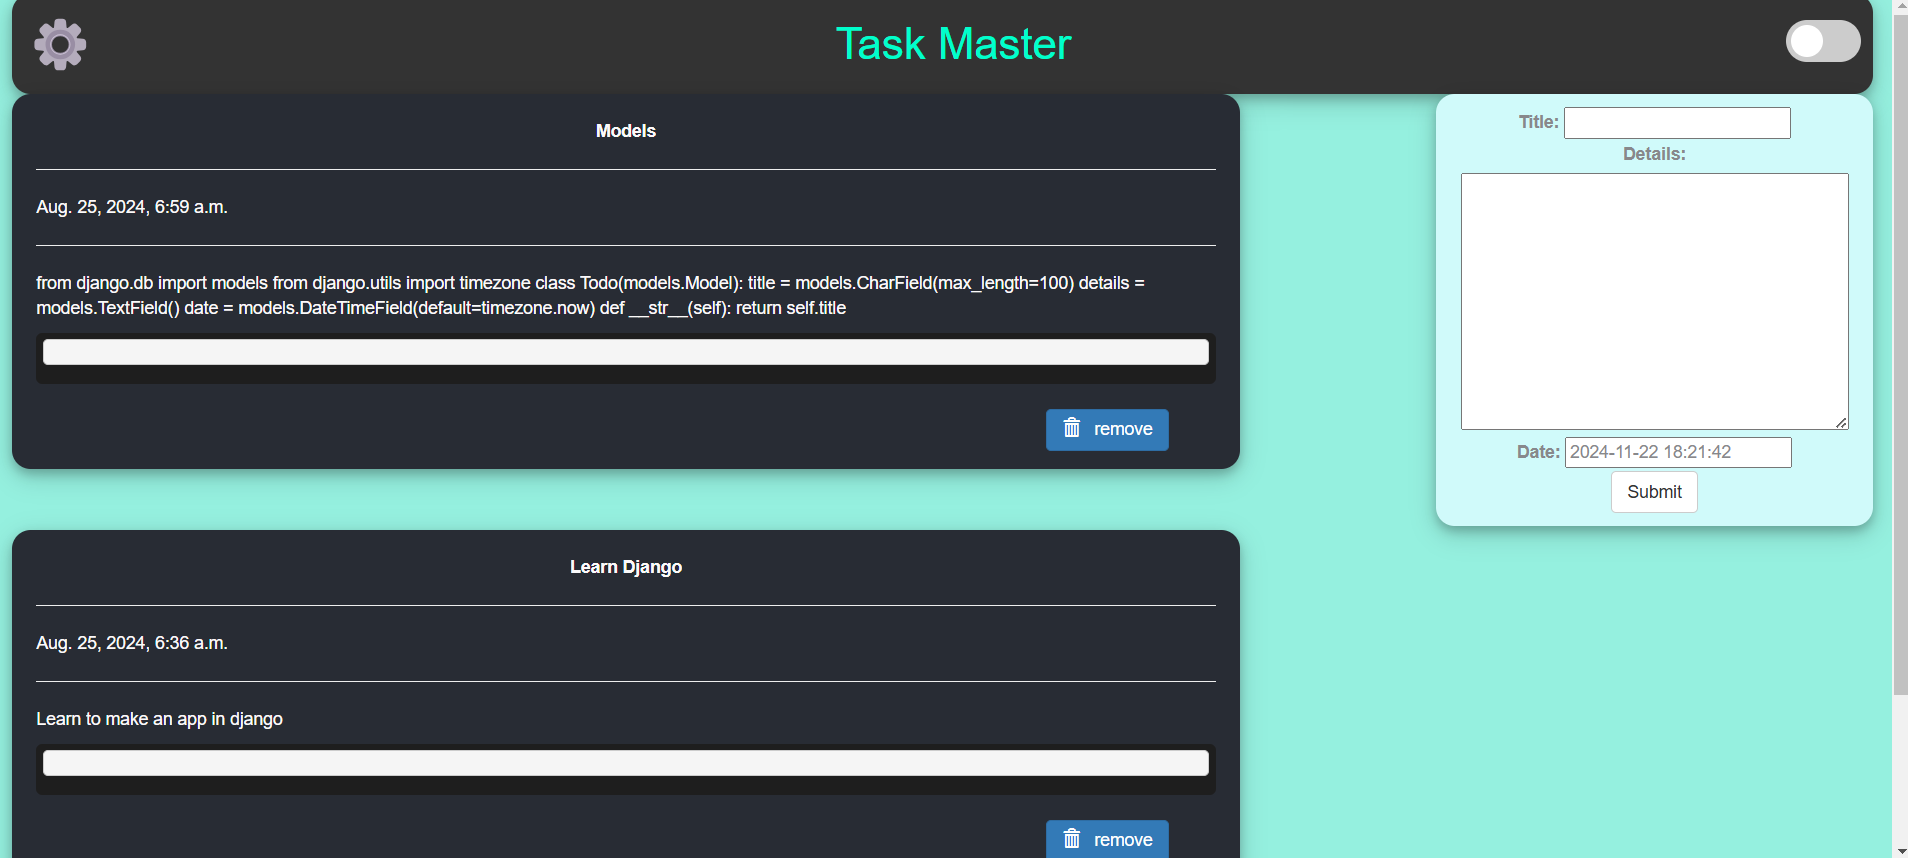 Task Master
Models
Aug. 25, 2024, 6:59 a.m.
from django.db import models from django.utils import timezone class Todo(models.Model): title = models.CharField(max_length=100) details =
models.TextField() date = models.DateTimeField(default=timezone.now) def __str__(self): return self.title
remove
Learn Django
Aug. 25, 2024, 6:36 a.m.
Learn to make an app in django
remove
Title:
Details:
Date: 2024-11-22 18:21:42
Submit